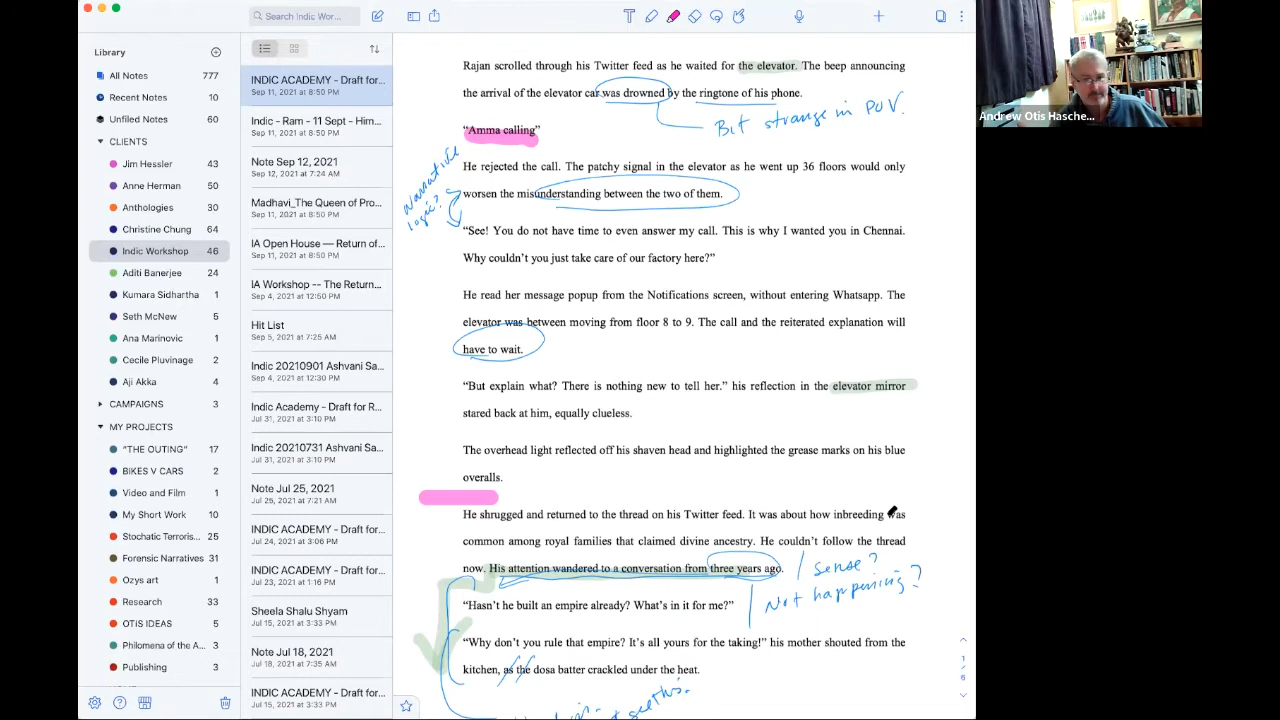 Search Indic Wor...
Library
All Notes 777
Recent Notes 10
Unfiled Notes 60
CLIENTS
Jim Hessler 43
Anne Herman 50
Anthologies 30
Christine Chung 64
Indic Workshop 46
Aditi Banerjee 24
Kumara Sidhartha 1
Seth McNew 5
Ana Marinovic 1
Cecile Pluvinage 2
Aji Akka 4
CAMPAIGNS 3
MY PROJECTS
"THE OUTING" 17
BIKES V CARS 2
Video and Film 1
My Short Work 10
Stochatic Terroris... 25
Forensic Narratives 31
Ozys art 1
Research 33
OTiS IDEAS 5
Philomena of the A... 3
Publishing 1
INDIC ACADEMY - Draft for...
Sep 11, 2021 at 8:50 PM
Indic - Ram - 11 Sept - Him...
Sep 11, 2021 at 8:50 PM
Note Sep 12, 2021
Sep 12, 2021 at 7:24 AM
Madhavi_The Queen of Pro...
Sep 11, 2021 at 8:50 PM
IA Open House — Return of...
Sep 11, 2021 at 8:50 PM
IA Workshop -- The Return...
Sep 4, 2021 at 12:50 PM
Hit List
Sep 5, 2021 at 7:25 AM
Indic 20210901 Ashvani Sa...
Sep 4, 2021 at 12:30 PM
Indic Academy - Draft for R...
Jul 31, 2021 at 3:10 PM
Indic 20210731 Ashvani Sa...
Jul 31, 2021 at 3:10 PM
Note Jul 25, 2021
Jul 25, 2021 at 7:21 AM
INDIC ACADEMY - Draft for...
Jul 24, 2021 at 3:06 PM
INDIC ACADEMY - Draft for...
Jul 23, 2021 at 1:16 PM
Sheela Shalu Shyam
Jul 15, 2021 at 3:33 PM
Note Jul 18, 2021
Jul 18, 2021 at 7:35 AM
INDIC ACADEMY - Draft for...
Jul 15, 2021 at 3:33 PM
Rajan scrolled through his Twitter feed as he waited for the elevator. The beep announcing
the arrival of the elevator car was drowned by the ringtone of his phone.
Bit strange in POV.
"Amma calling"
Narrative
logic?
He rejected the call. The patchy signal in the elevator as he went up 36 floors would only
worsen the misunderstanding between the two of them.
"See! You do not have time to even answer my call. This is why I wanted you in Chennai.
Why couldn't you just take care of our factory here?"
He read her message popup from the Notifications screen, without entering Whatsapp. The
elevator was between moving from floor 8 to 9. The call and the reiterated explanation will
have to wait.
"But explain what? There is nothing new to tell her." his reflection in the elevator mirror
stared back at him, equally clueless.
The overhead light reflected off his shaven head and highlighted the grease marks on his blue
overalls.
He shrugged and returned to the thread on his Twitter feed. It was about how inbreeding was
common among royal families that claimed divine ancestry. He couldn't follow the thread
now. His attention wandered to a conversation from three years ago.
sense?
Not happening?
"Hasn't he built an empire already? What's in it for me?"
"Why don't you rule that empire? It's all yours for the taking!" his mother shouted from the
kitchen, as the dosa batter crackled under the heat.
1
6
Andrew Otis Hasche...